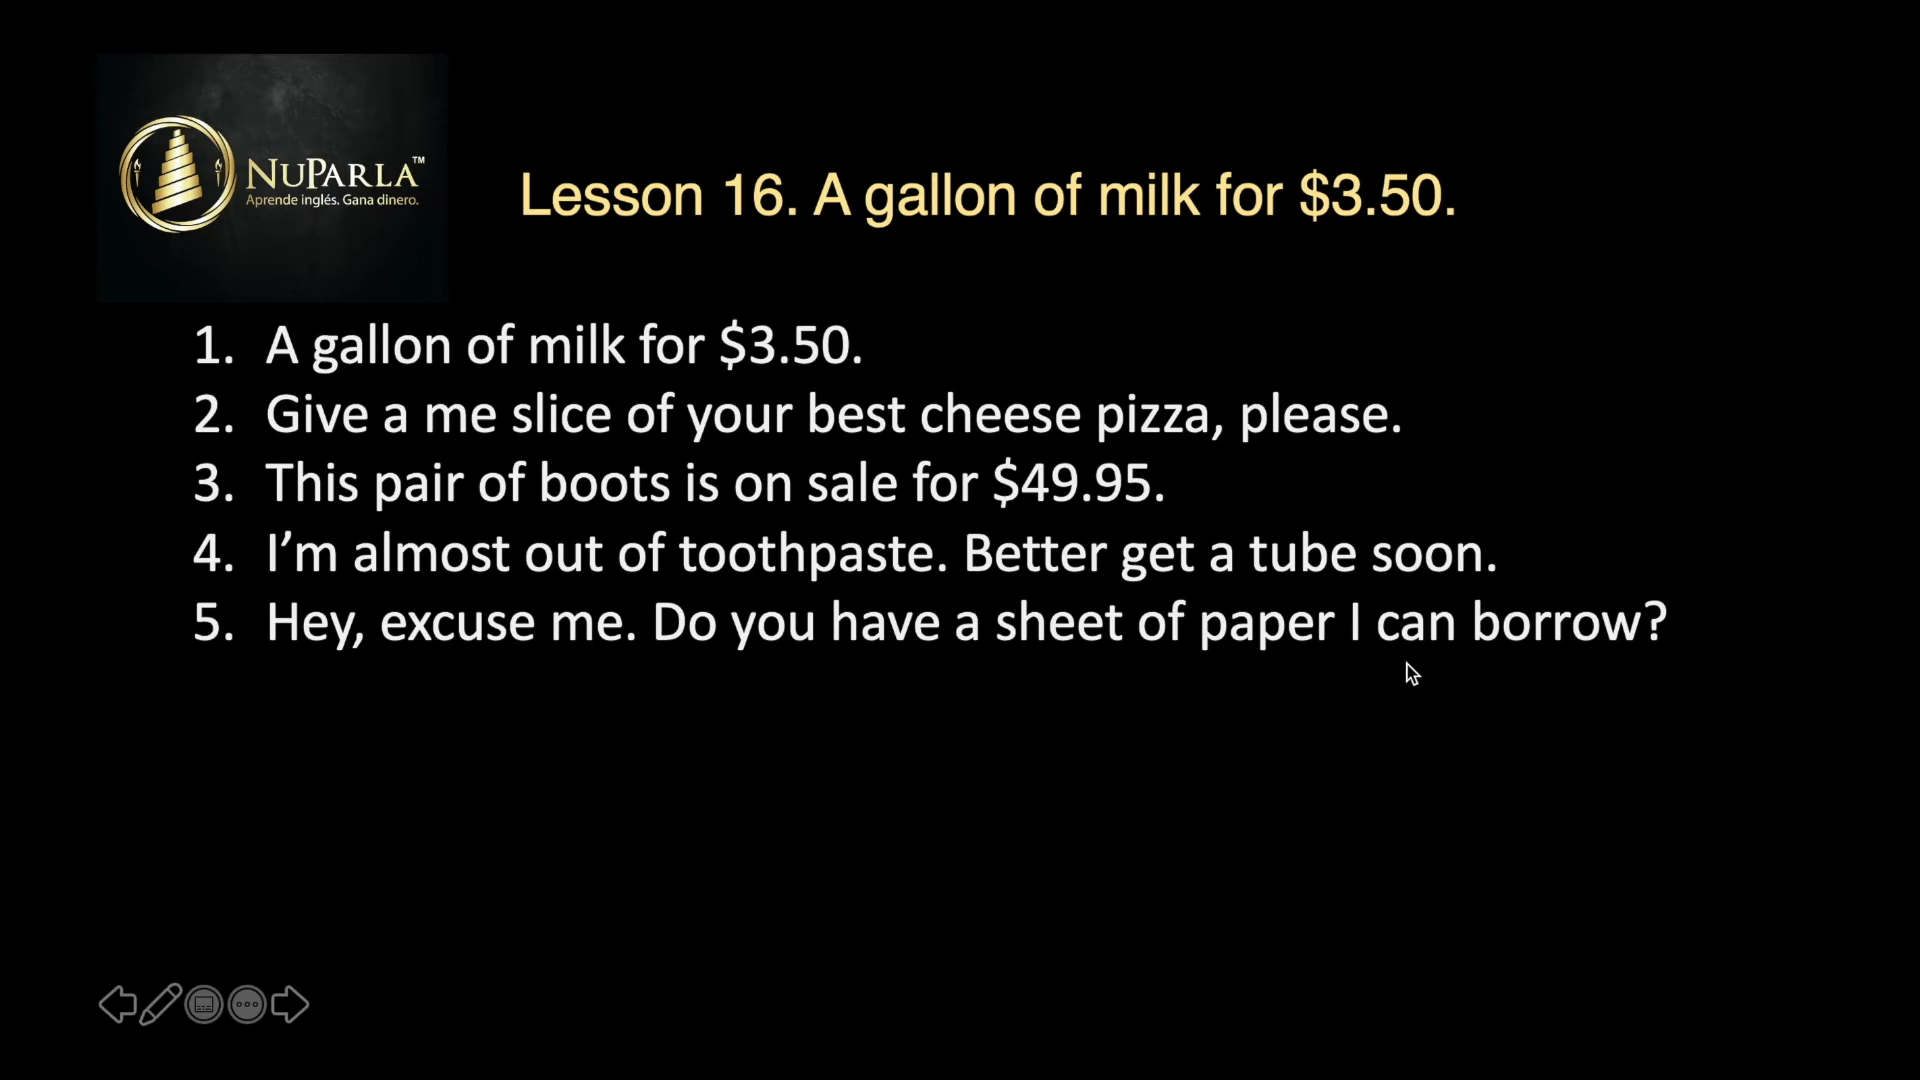 NUPARLA™
Aprende inglés. Gana dinero.
Lesson 16. A gallon of milk for $3.50.
1. A gallon of milk for $3.50.
2. Give a me slice of your best cheese pizza, please.
3. This pair of boots is on sale for $49.95.
4. I’m almost out of toothpaste. Better get a tube soon.
5. Hey, excuse me. Do you have a sheet of paper I can borrow?